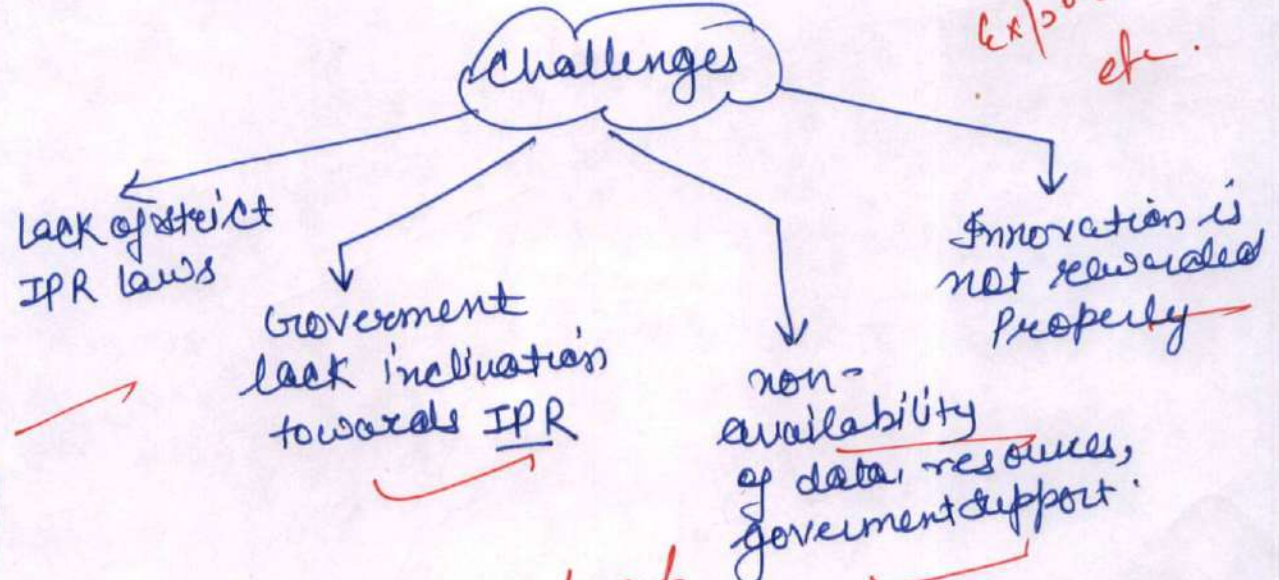 Challenges
etc.
Lack of strict
IPR laws
Goverment
lack inclination
towards IPR
non-
availability
of data, resources,
goverment support.
Innovation is
not rewarded
Properly